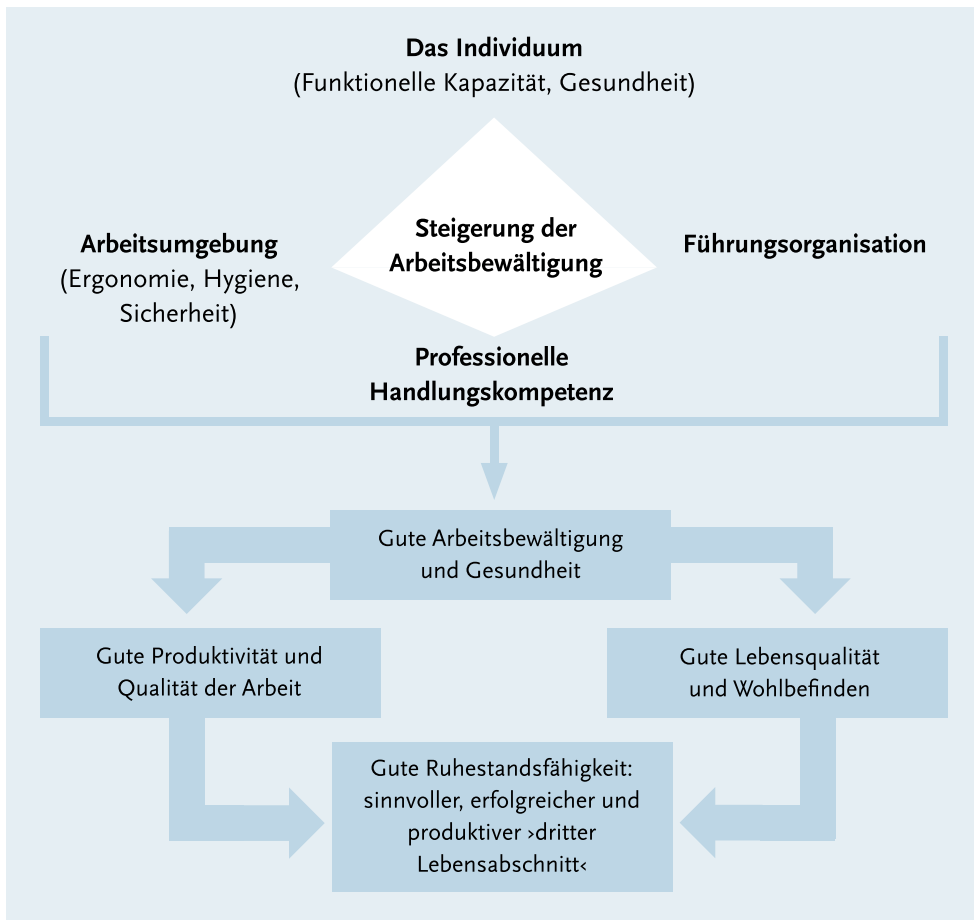 Das Individuum
(Funktionelle Kapazität, Gesundheit)
Steigerung der
Arbeitsbewältigung
Arbeitsumgebung
(Ergonomie, Hygiene,
Sicherheit)
Führungsorganisation
Professionelle
Handlungskompetenz
Gute Arbeitsbewältigung
und Gesundheit
Gute Produktivität und
Qualität der Arbeit
Gute Lebensqualität
und Wohlbefinden
Gute Ruhestandsfähigkeit:
sinnvoller, erfolgreicher und
produktiver ›dritter
Lebensabschnitt‹